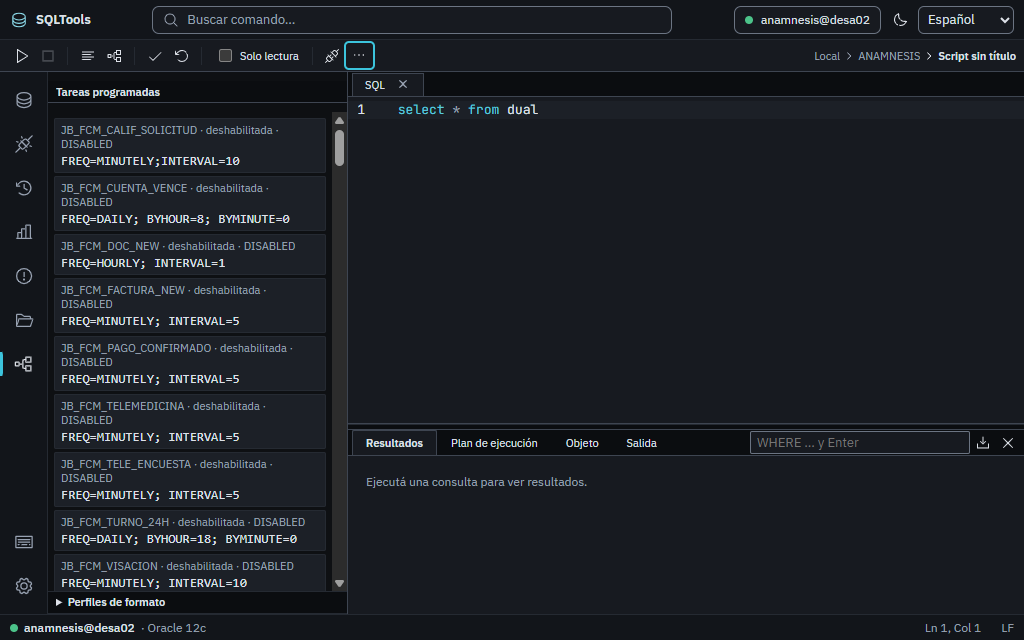 SQLTools
Buscar comando...
anamnesis@desa02
Español
Solo lectura
...
Local > ANAMNESIS > Script sin título
Tareas programadas
JB_FCM_CALIF_SOLICITUD · deshabilitada ·
DISABLED
FREQ=MINUTELY;INTERVAL=10
JB_FCM_CUENTA_VENCE · deshabilitada ·
DISABLED
FREQ=DAILY; BYHOUR=8; BYMINUTE=0
JB_FCM_DOC_NEW · deshabilitada · DISABLED
FREQ=HOURLY; INTERVAL=1
JB_FCM_FACTURA_NEW · deshabilitada ·
DISABLED
FREQ=MINUTELY; INTERVAL=5
JB_FCM_PAGO_CONFIRMADO · deshabilitada ·
DISABLED
FREQ=MINUTELY; INTERVAL=5
JB_FCM_TELEMEDICINA · deshabilitada ·
DISABLED
FREQ=MINUTELY; INTERVAL=5
JB_FCM_TELE_ENCUESTA · deshabilitada ·
DISABLED
FREQ=MINUTELY; INTERVAL=5
JB_FCM_TURNO_24H · deshabilitada · DISABLED
FREQ=DAILY; BYHOUR=18; BYMINUTE=0
JB_FCM_VISACION · deshabilitada · DISABLED
FREQ=MINUTELY; INTERVAL=10
Perfiles de formato
SQL
1 select * from dual
Resultados
Plan de ejecución
Objeto
Salida
WHERE ... y Enter
Ejecutá una consulta para ver resultados.
anamnesis@desa02 · Oracle 12c
Ln 1, Col 1
LF